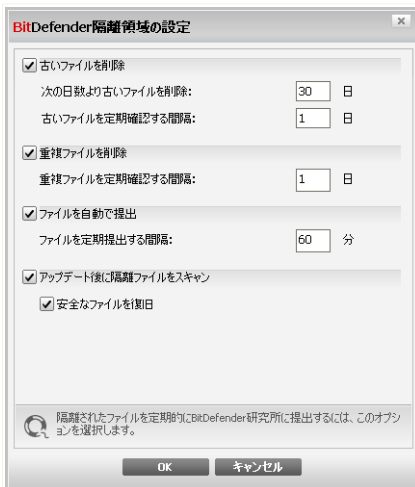 BitDefender隔離領域の設定
古いファイルを削除
次の日数より古いファイルを削除: 30 日
古いファイルを定期確認する間隔: 1 日
重複ファイルを削除
重複ファイルを定期確認する間隔: 1 日
ファイルを自動で提出
ファイルを定期提出する間隔: 60 分
アップデート後に隔離ファイルをスキャン
安全なファイルを復旧
隔離されたファイルを定期的にBitDefender研究所に提出するには、このオプシ
ョンを選択します。
OK キャンセル